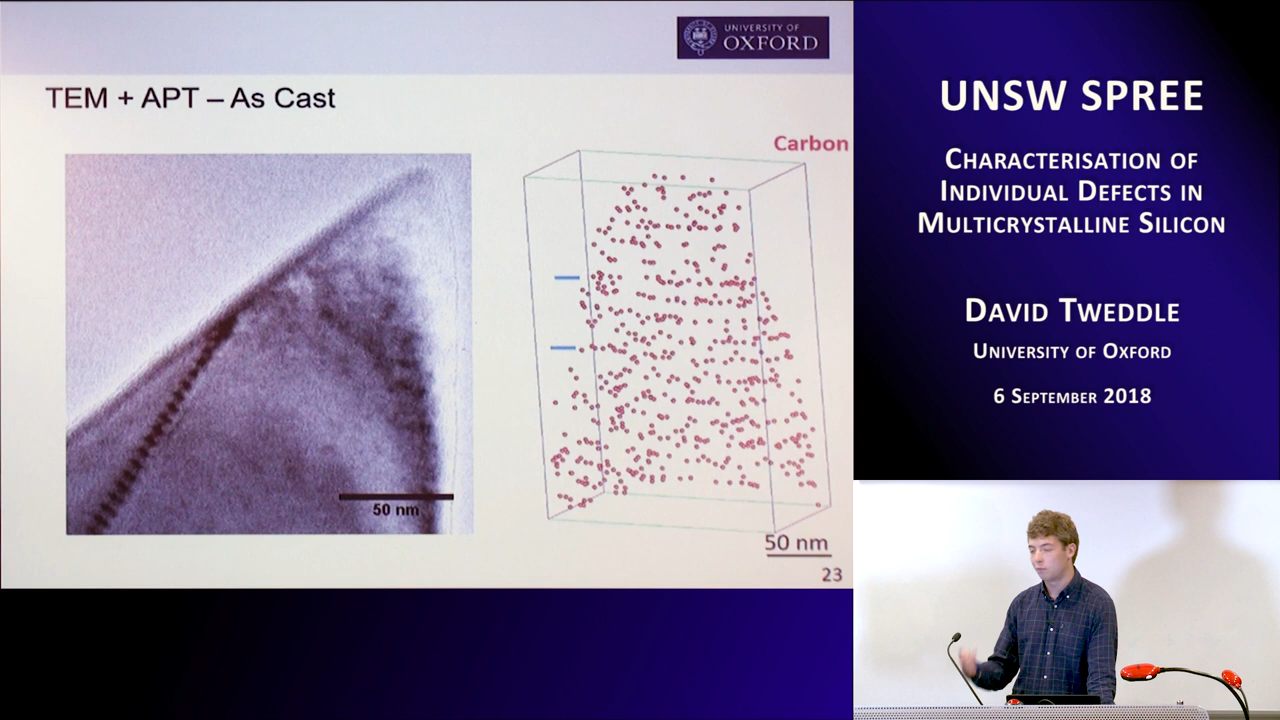 UNIVERSITY OF
OXFORD
TEM + APT – As Cast
Carbon
50 nm
50 nm
23
UNSW SPREE
Characterisation of
Individual Defects in
Multicrystalline Silicon
David Tweddle
University of Oxford
6 September 2018